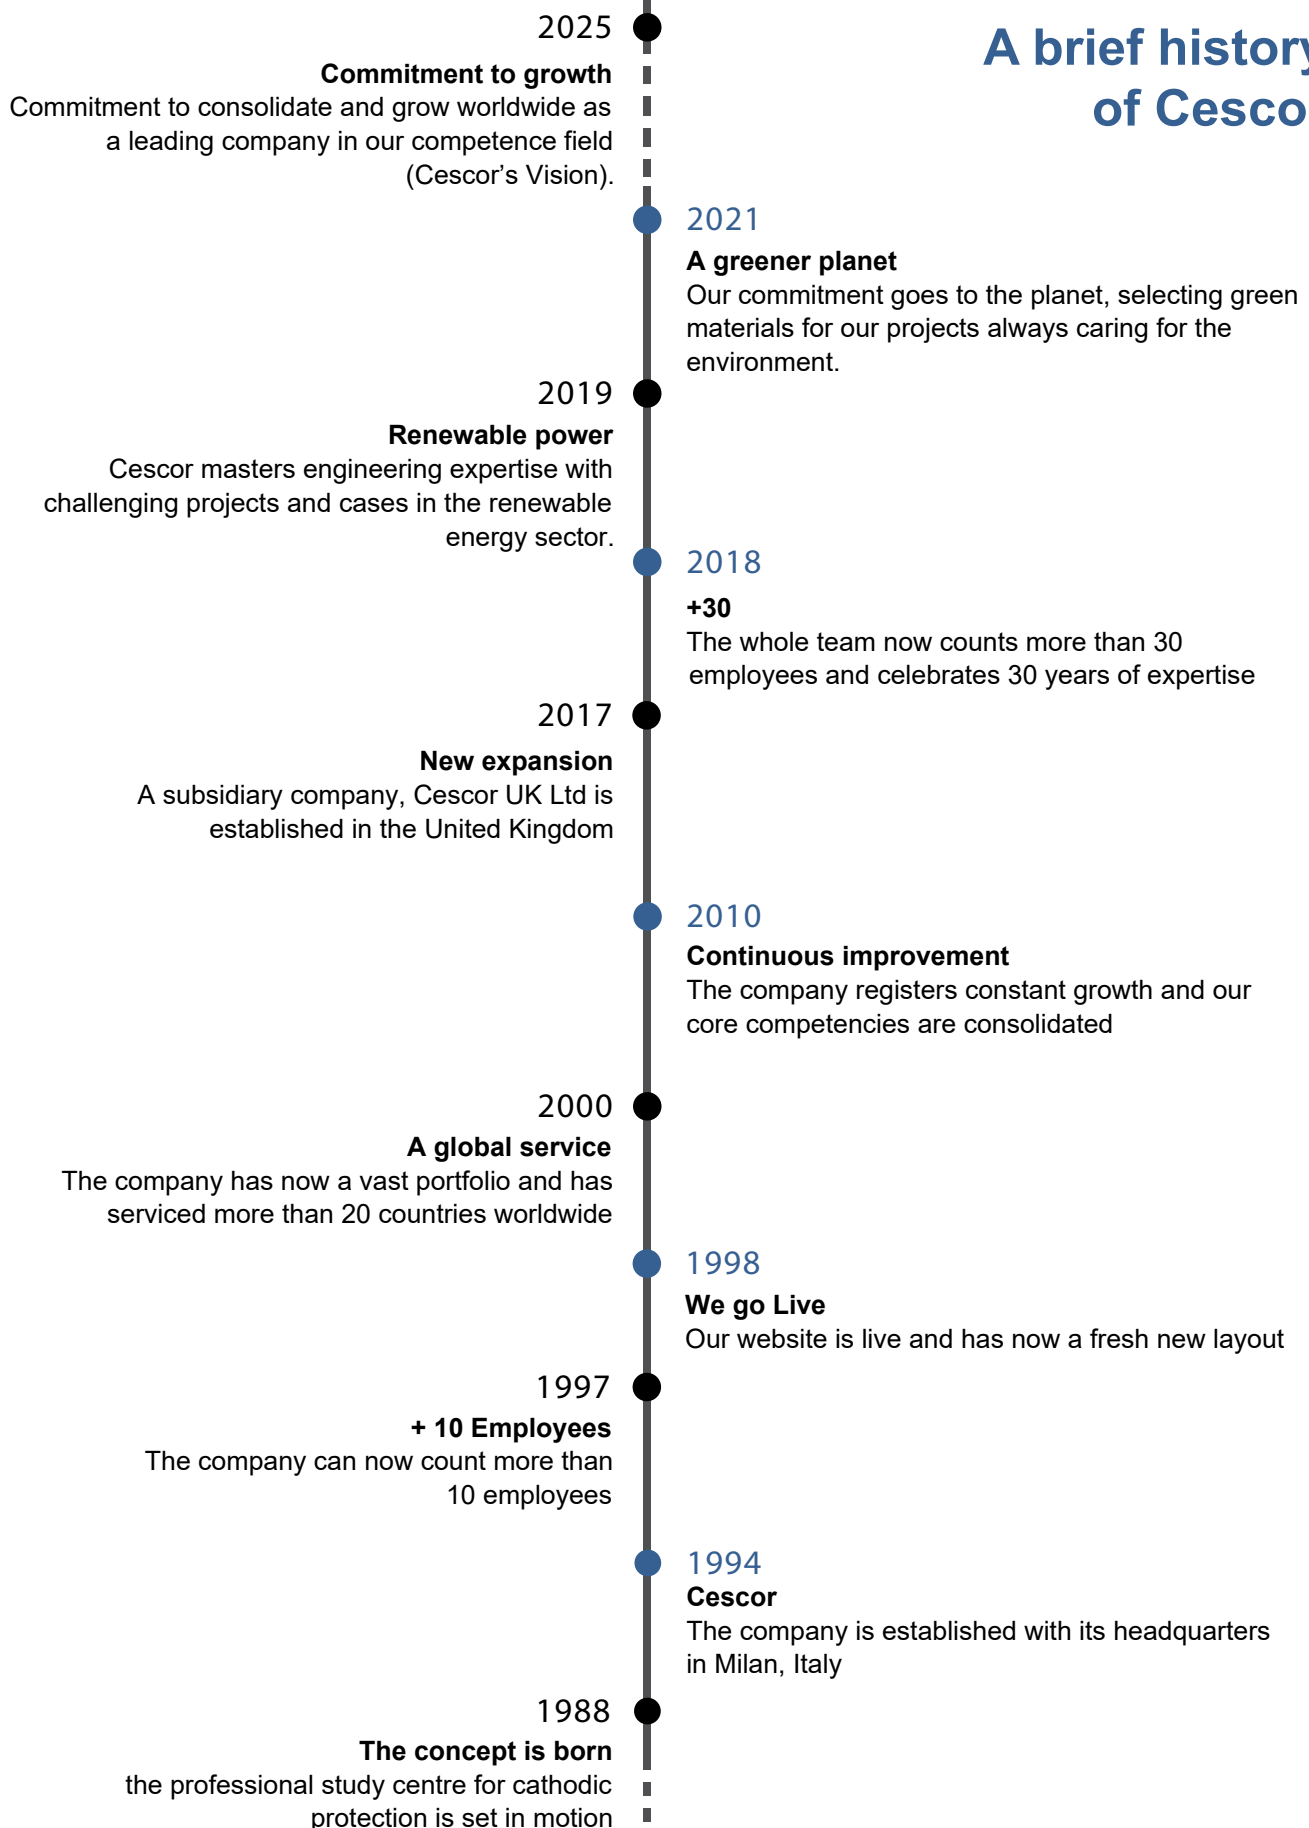 A brief history
of Cesco
2025
Commitment to growth
Commitment to consolidate and grow worldwide as
a leading company in our competence field
(Cescor’s Vision).
2021
A greener planet
Our commitment goes to the planet, selecting green
materials for our projects always caring for the
environment.
2019
Renewable power
Cescor masters engineering expertise with
challenging projects and cases in the renewable
energy sector.
2018
+30
The whole team now counts more than 30
employees and celebrates 30 years of expertise
2017
New expansion
A subsidiary company, Cescor UK Ltd is
established in the United Kingdom
2010
Continuous improvement
The company registers constant growth and our
core competencies are consolidated
2000
A global service
The company has now a vast portfolio and has
serviced more than 20 countries worldwide
1998
We go Live
Our website is live and has now a fresh new layout
1997
+ 10 Employees
The company can now count more than
10 employees
1994
Cescor
The company is established with its headquarters
in Milan, Italy
1988
The concept is born
the professional study centre for cathodic
protection is set in motion